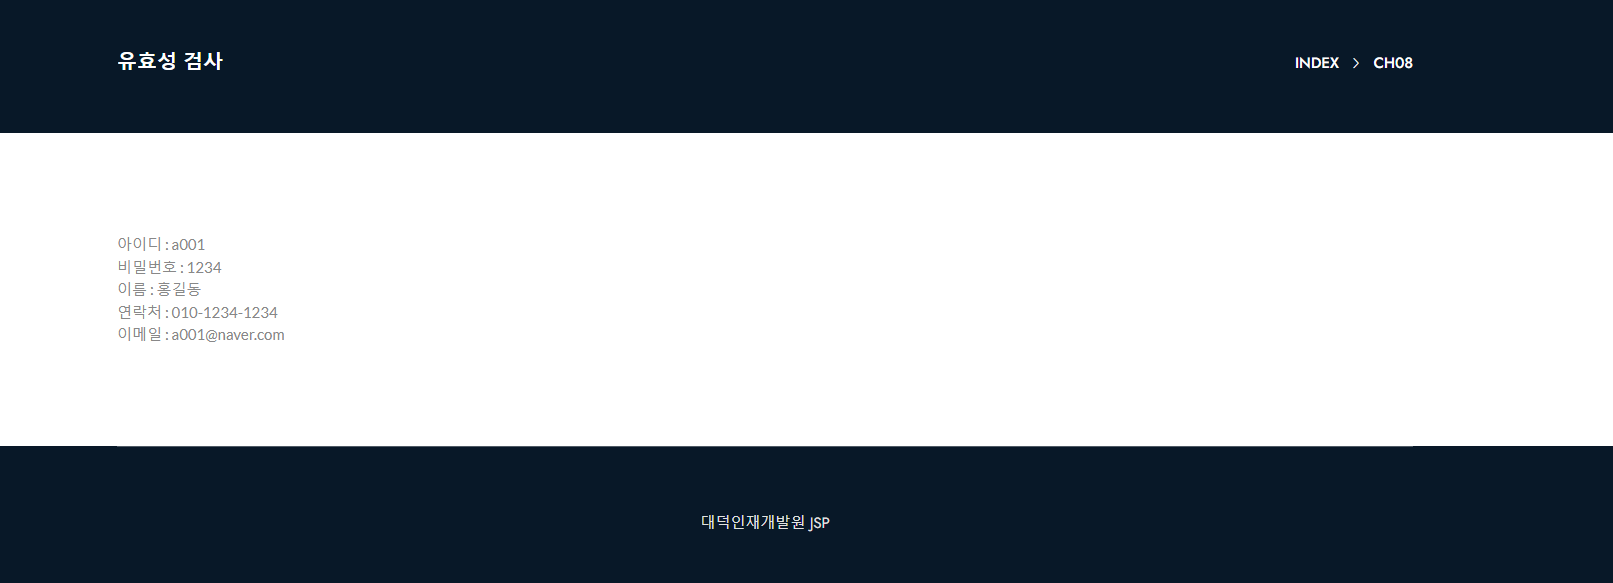 유효성 검사
INDEX > CH08
아이디 : a001
비밀번호 : 1234
이름 : 홍길동
연락처 : 010-1234-1234
이메일 : a001@naver.com
대덕인재개발원 JSP